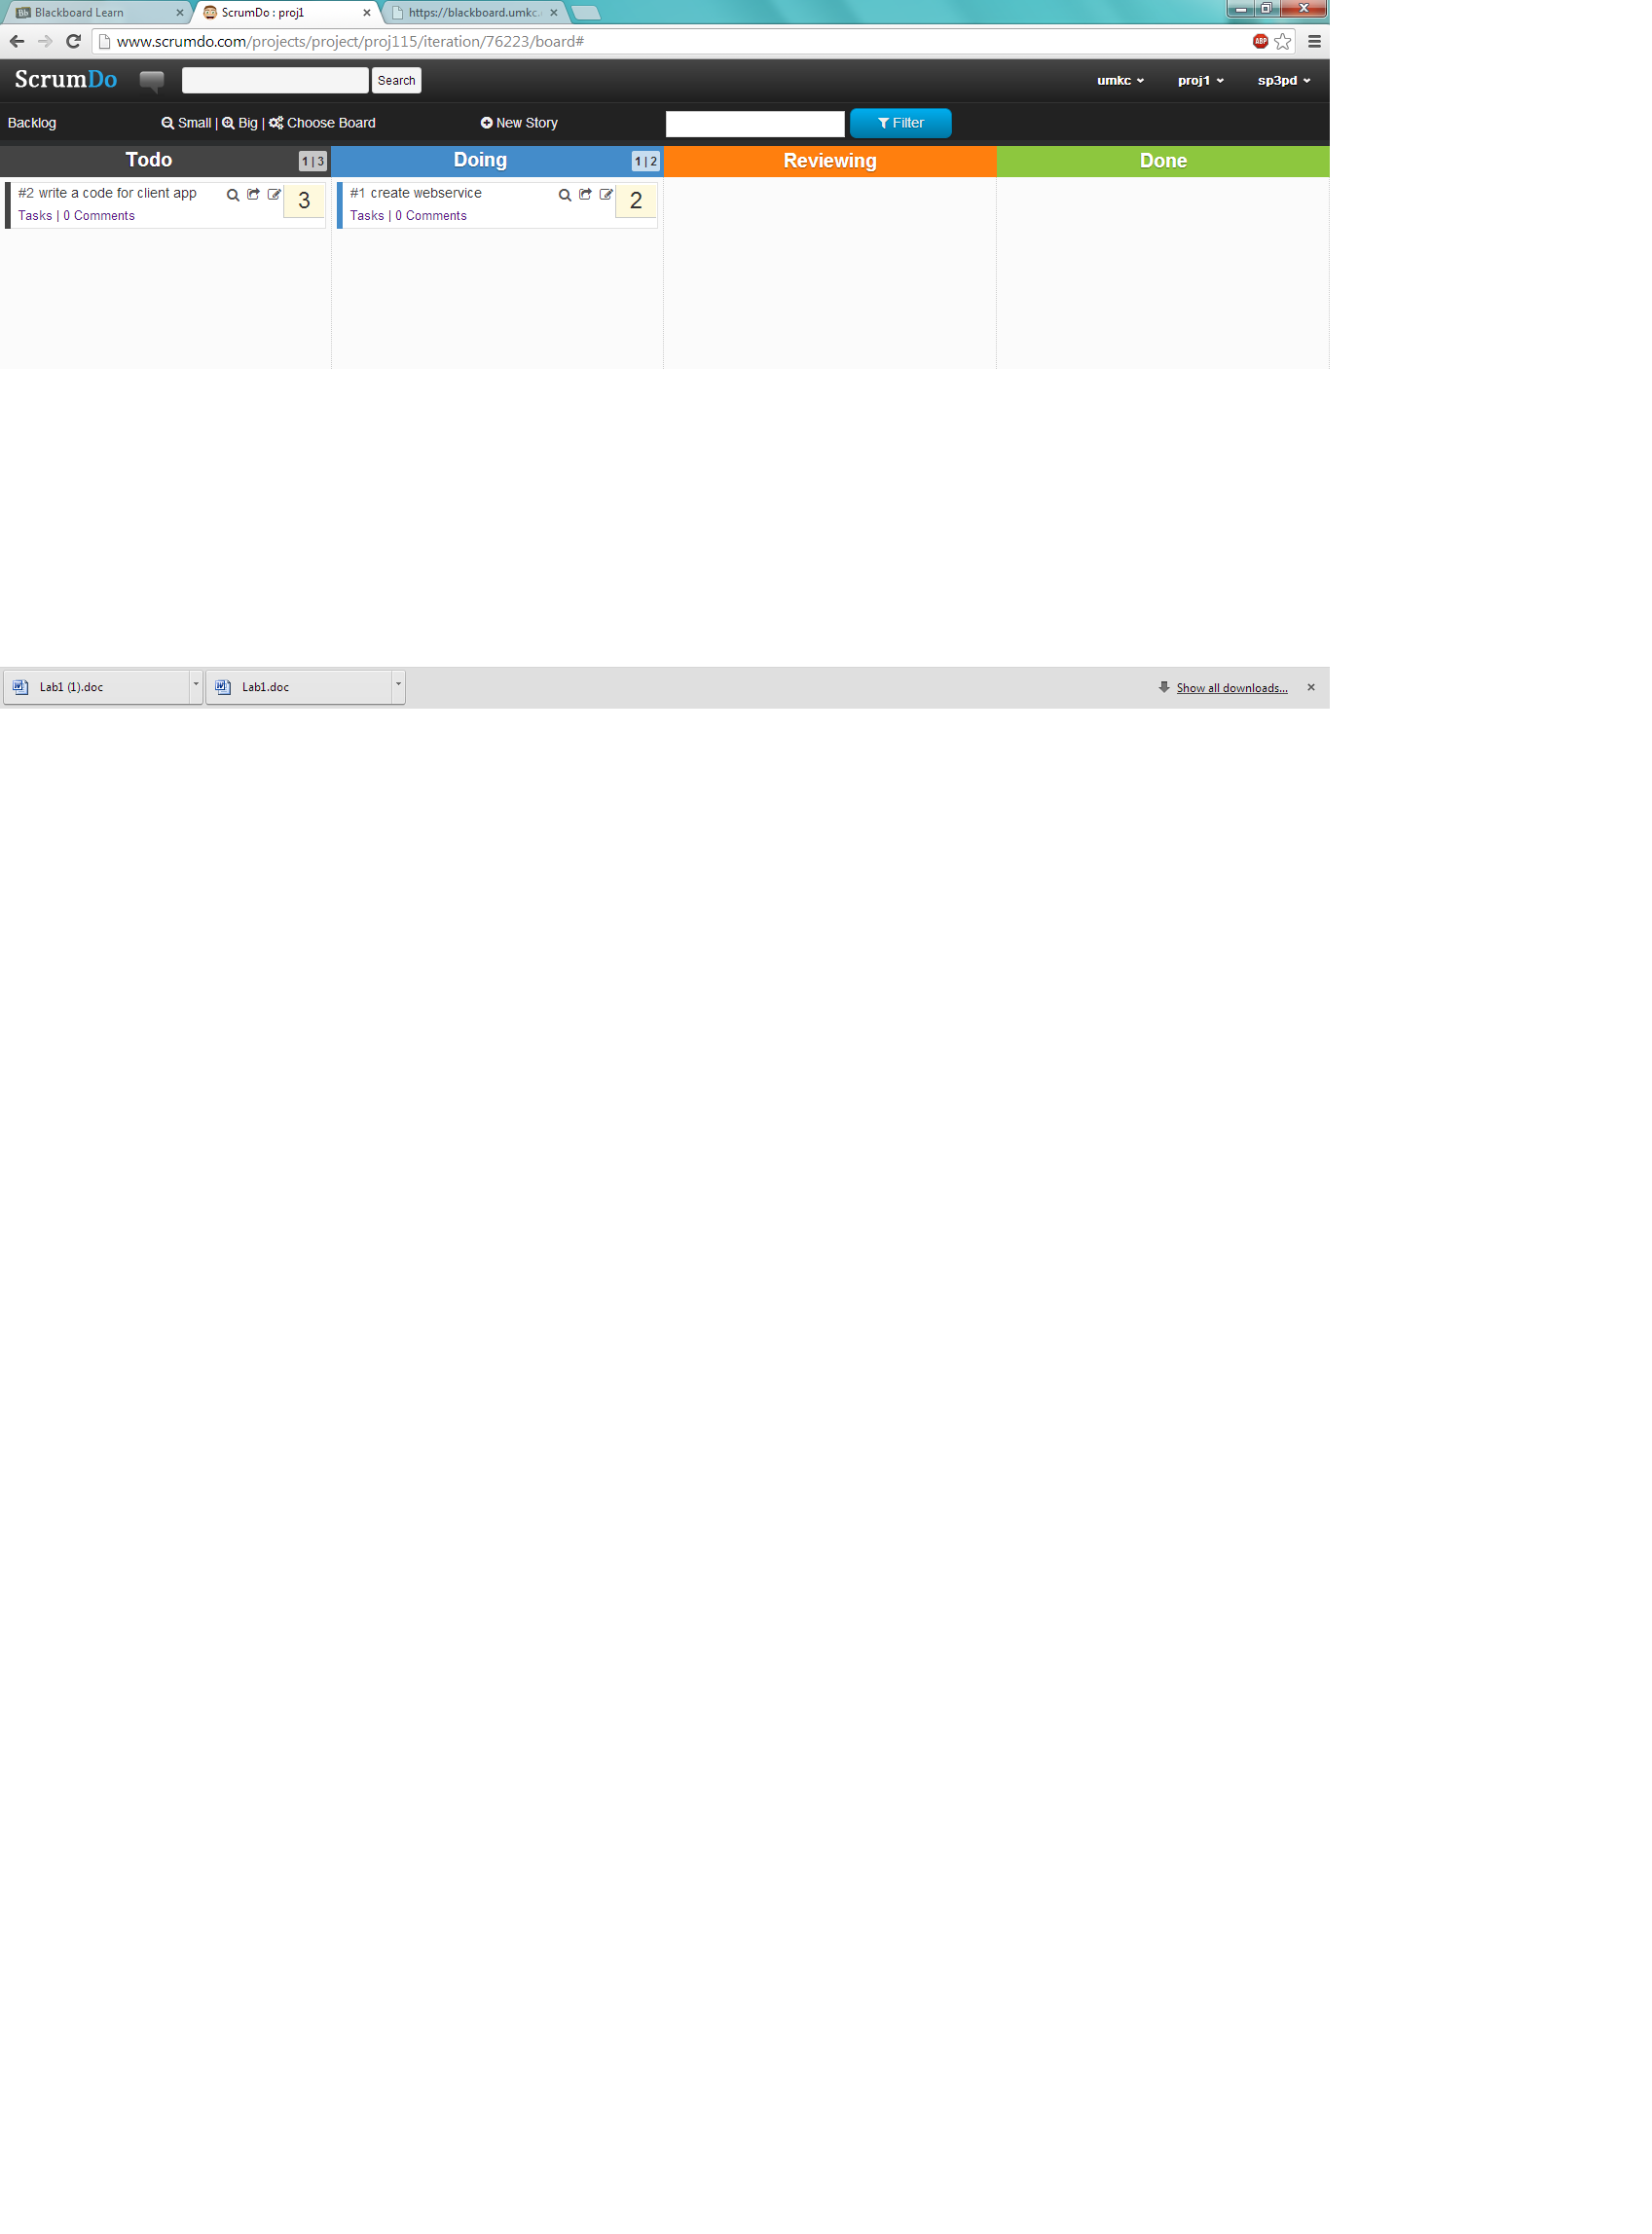 Blackboard Learn
ScrumDo : proj1
https://blackboard.umkc.
www.scrumdo.com/projects/project/proj115/iteration/76223/board#
ABP
ScrumDo
Search
umkc
proj1
sp3pd
Backlog
Small | Big | Choose Board
New Story
Filter
Todo
1 | 3
Doing
1 | 2
Reviewing
Done
#2 write a code for client app
3
Tasks | 0 Comments
#1 create webservice
2
Tasks | 0 Comments
Lab1 (1).doc
Lab1.doc
Show all downloads...